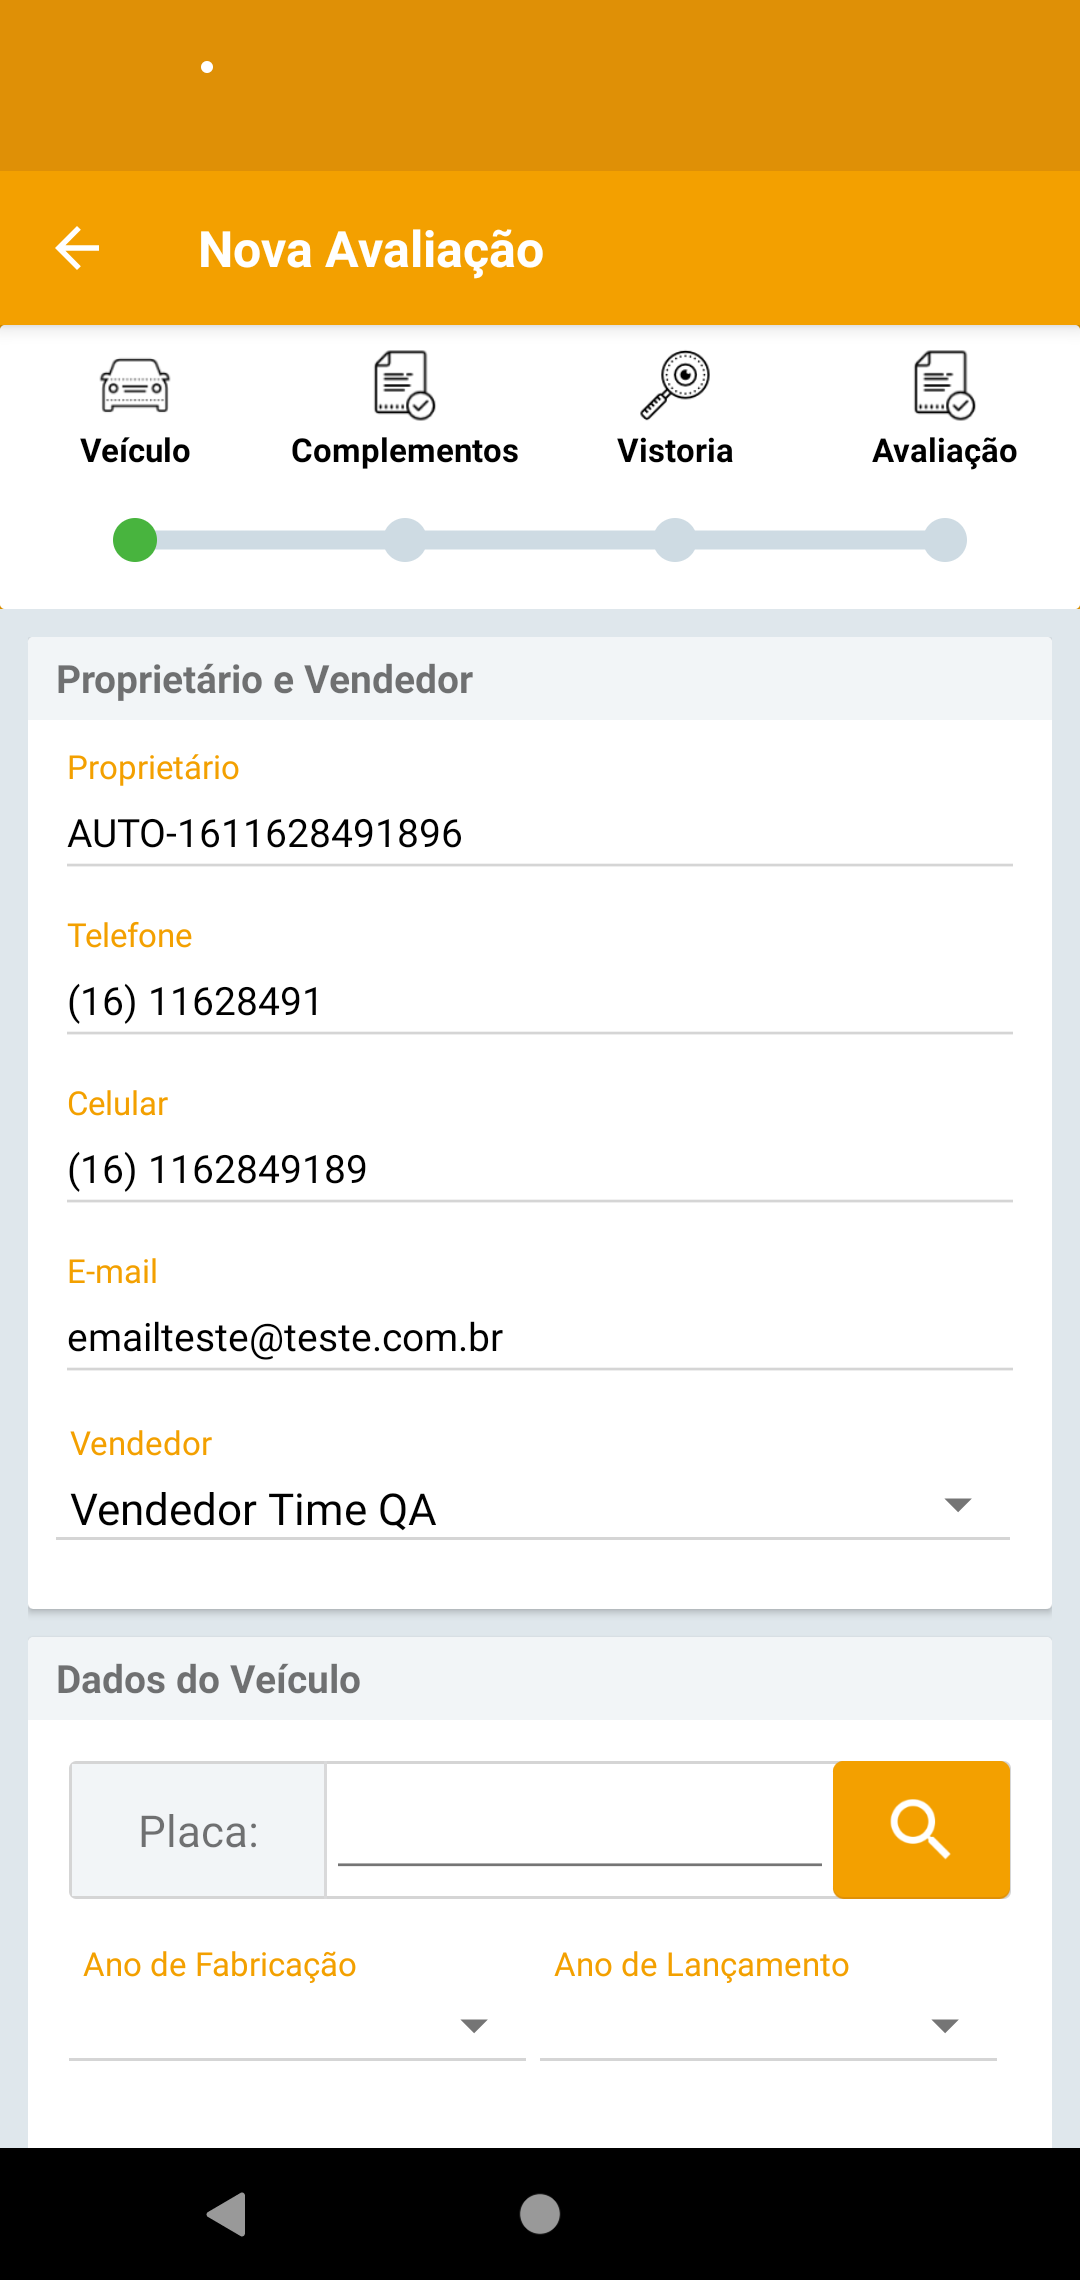 Nova Avaliação
Veículo Complementos Vistoria Avaliação
Proprietário e Vendedor
Proprietário
AUTO-1611628491896
Telefone
(16) 11628491
Celular
(16) 1162849189
E-mail
emailteste@teste.com.br
Vendedor
Vendedor Time QA
Dados do Veículo
Placa:
Ano de Fabricação Ano de Lançamento